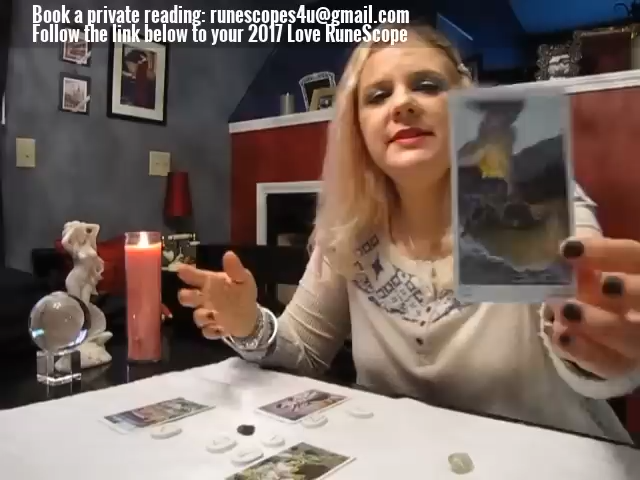 Book a private reading: runescopes4u@gmail.com
Follow the link below to your 2017 Love RuneScope